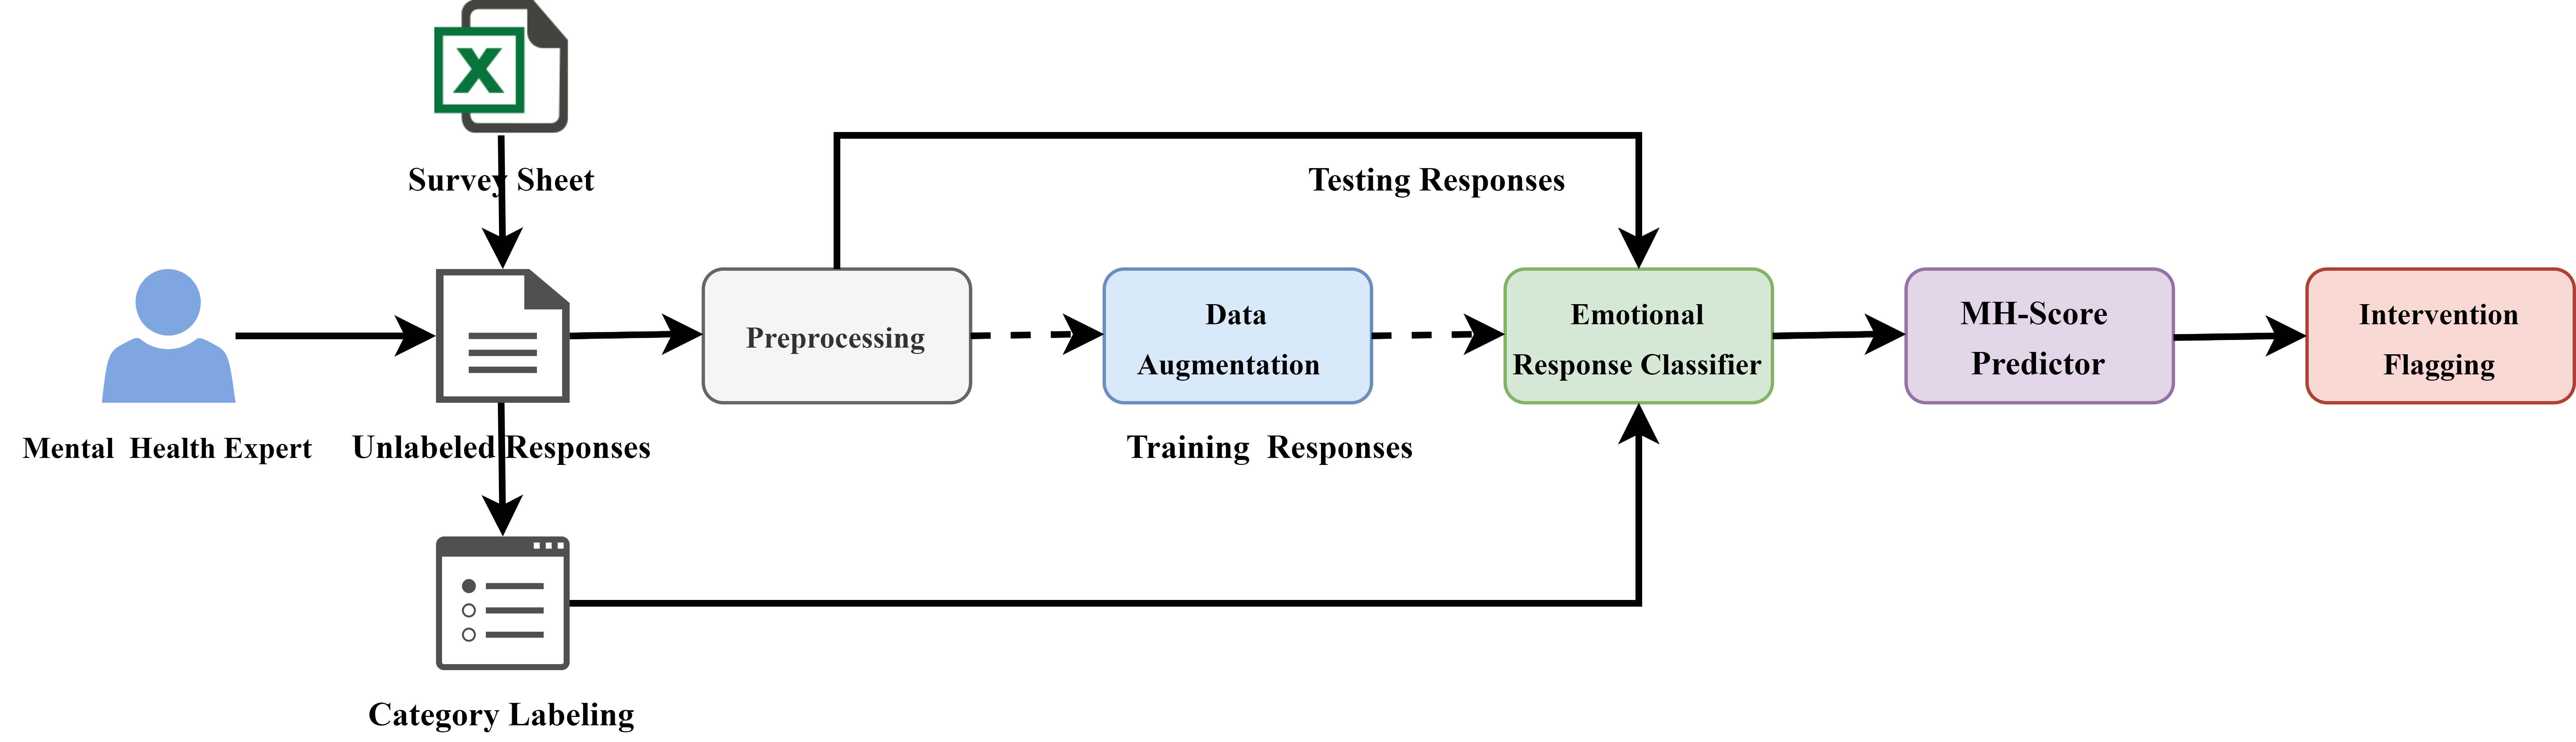 X
Survey Sheet
Testing Responses
Preprocessing
Data
Augmentation
Emotional
Response Classifier
MH-Score
Predictor
Intervention
Flagging
Mental  Health Expert
Unlabeled Responses
Training  Responses
Category Labeling